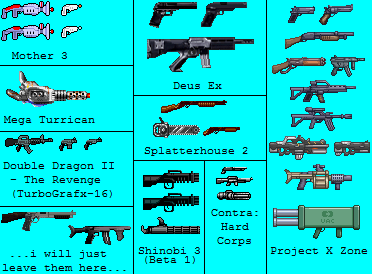 Mother 3
Mega Turrican
Double Dragon II
- The Revenge
(TurboGrafx-16)
...i will just
leave them here...
Deus Ex
Splatterhouse 2
Shinobi 3
(Beta 1)
Contra:
Hard
Corps
UAC
Project X Zone